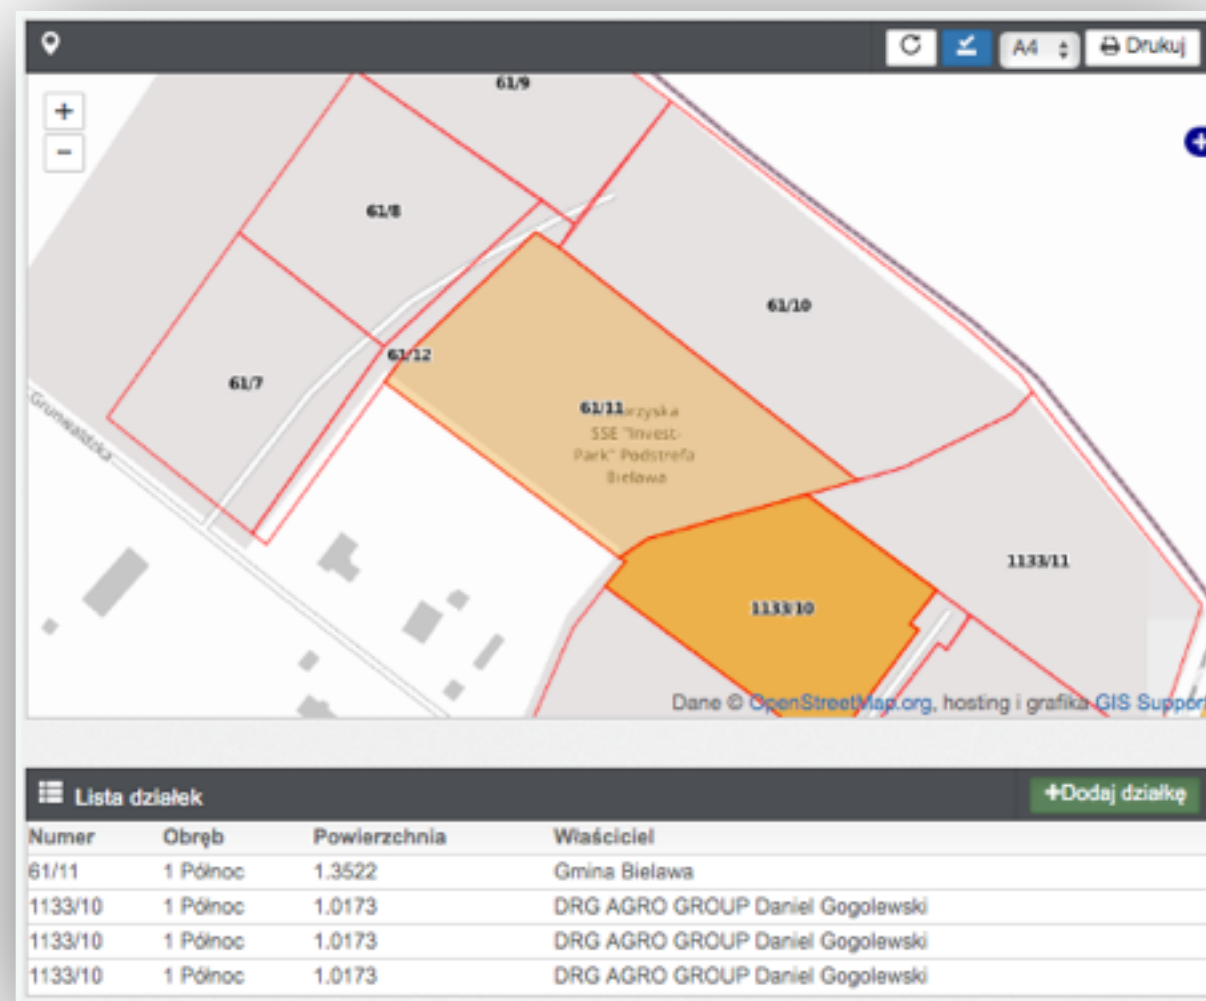 A4 Drukuj
+
−
61/9
61/8
61/10
61/12
61/7
61/11
SSE "Invest-
Park" Podstrefa
Bielawa
Grunwaldzka
1133/11
1133/10
Dane © OpenStreetMap.org, hosting i grafika GIS Support
Lista działek +Dodaj działkę
Numer Obręb Powierzchnia Właściciel
61/11 1 Północ 1.3522 Gmina Bielawa
1133/10 1 Północ 1.0173 DRG AGRO GROUP Daniel Gogolewski
1133/10 1 Północ 1.0173 DRG AGRO GROUP Daniel Gogolewski
1133/10 1 Północ 1.0173 DRG AGRO GROUP Daniel Gogolewski